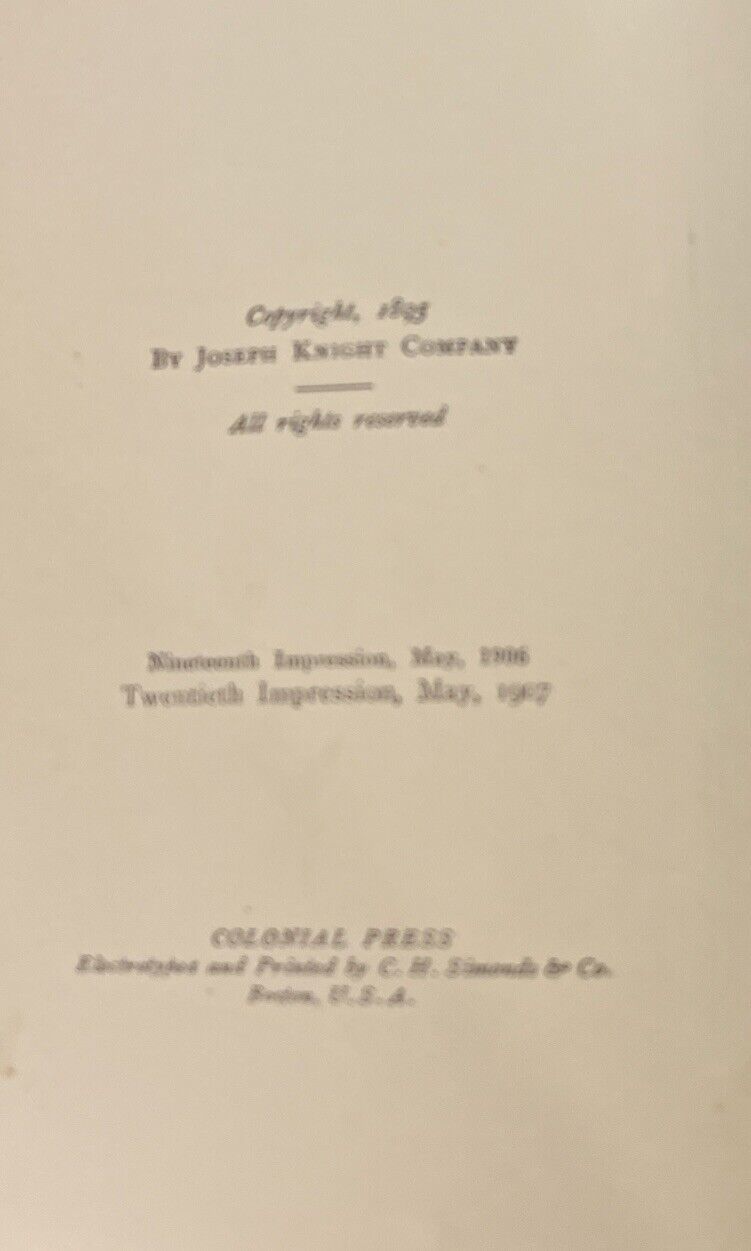 Copyright, 1895
BY JOSEPH KNIGHT COMPANY
All rights reserved
Nineteenth Impression, May, 1906
Twentieth Impression, May, 1907
COLONIAL PRESS
Electrotyped and Printed by C. H. Simonds & Co.
Boston, U. S. A.